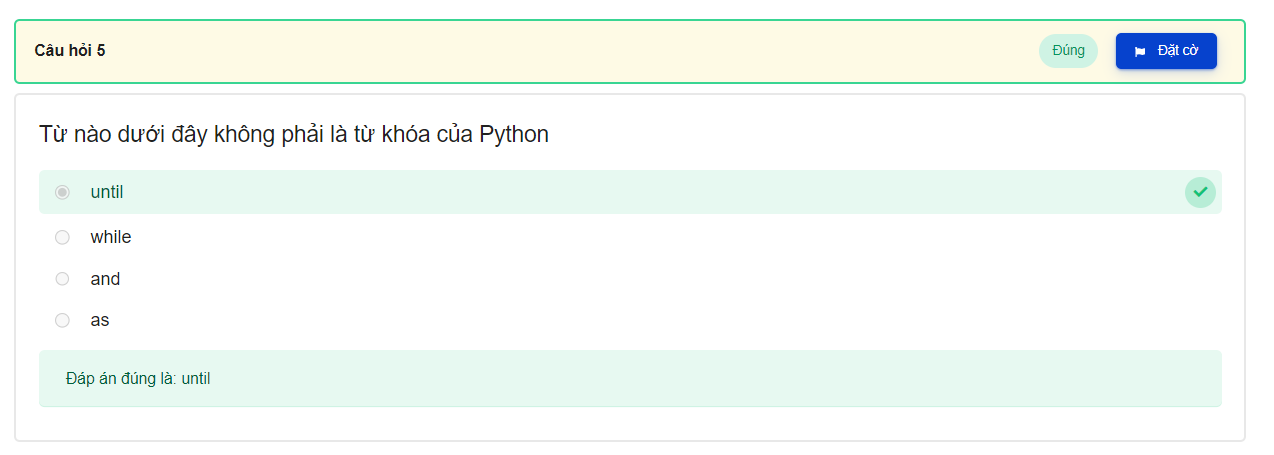 Câu hỏi 5
Đúng
Đặt cờ
Từ nào dưới đây không phải là từ khóa của Python
until
while
and
as
Đáp án đúng là: until